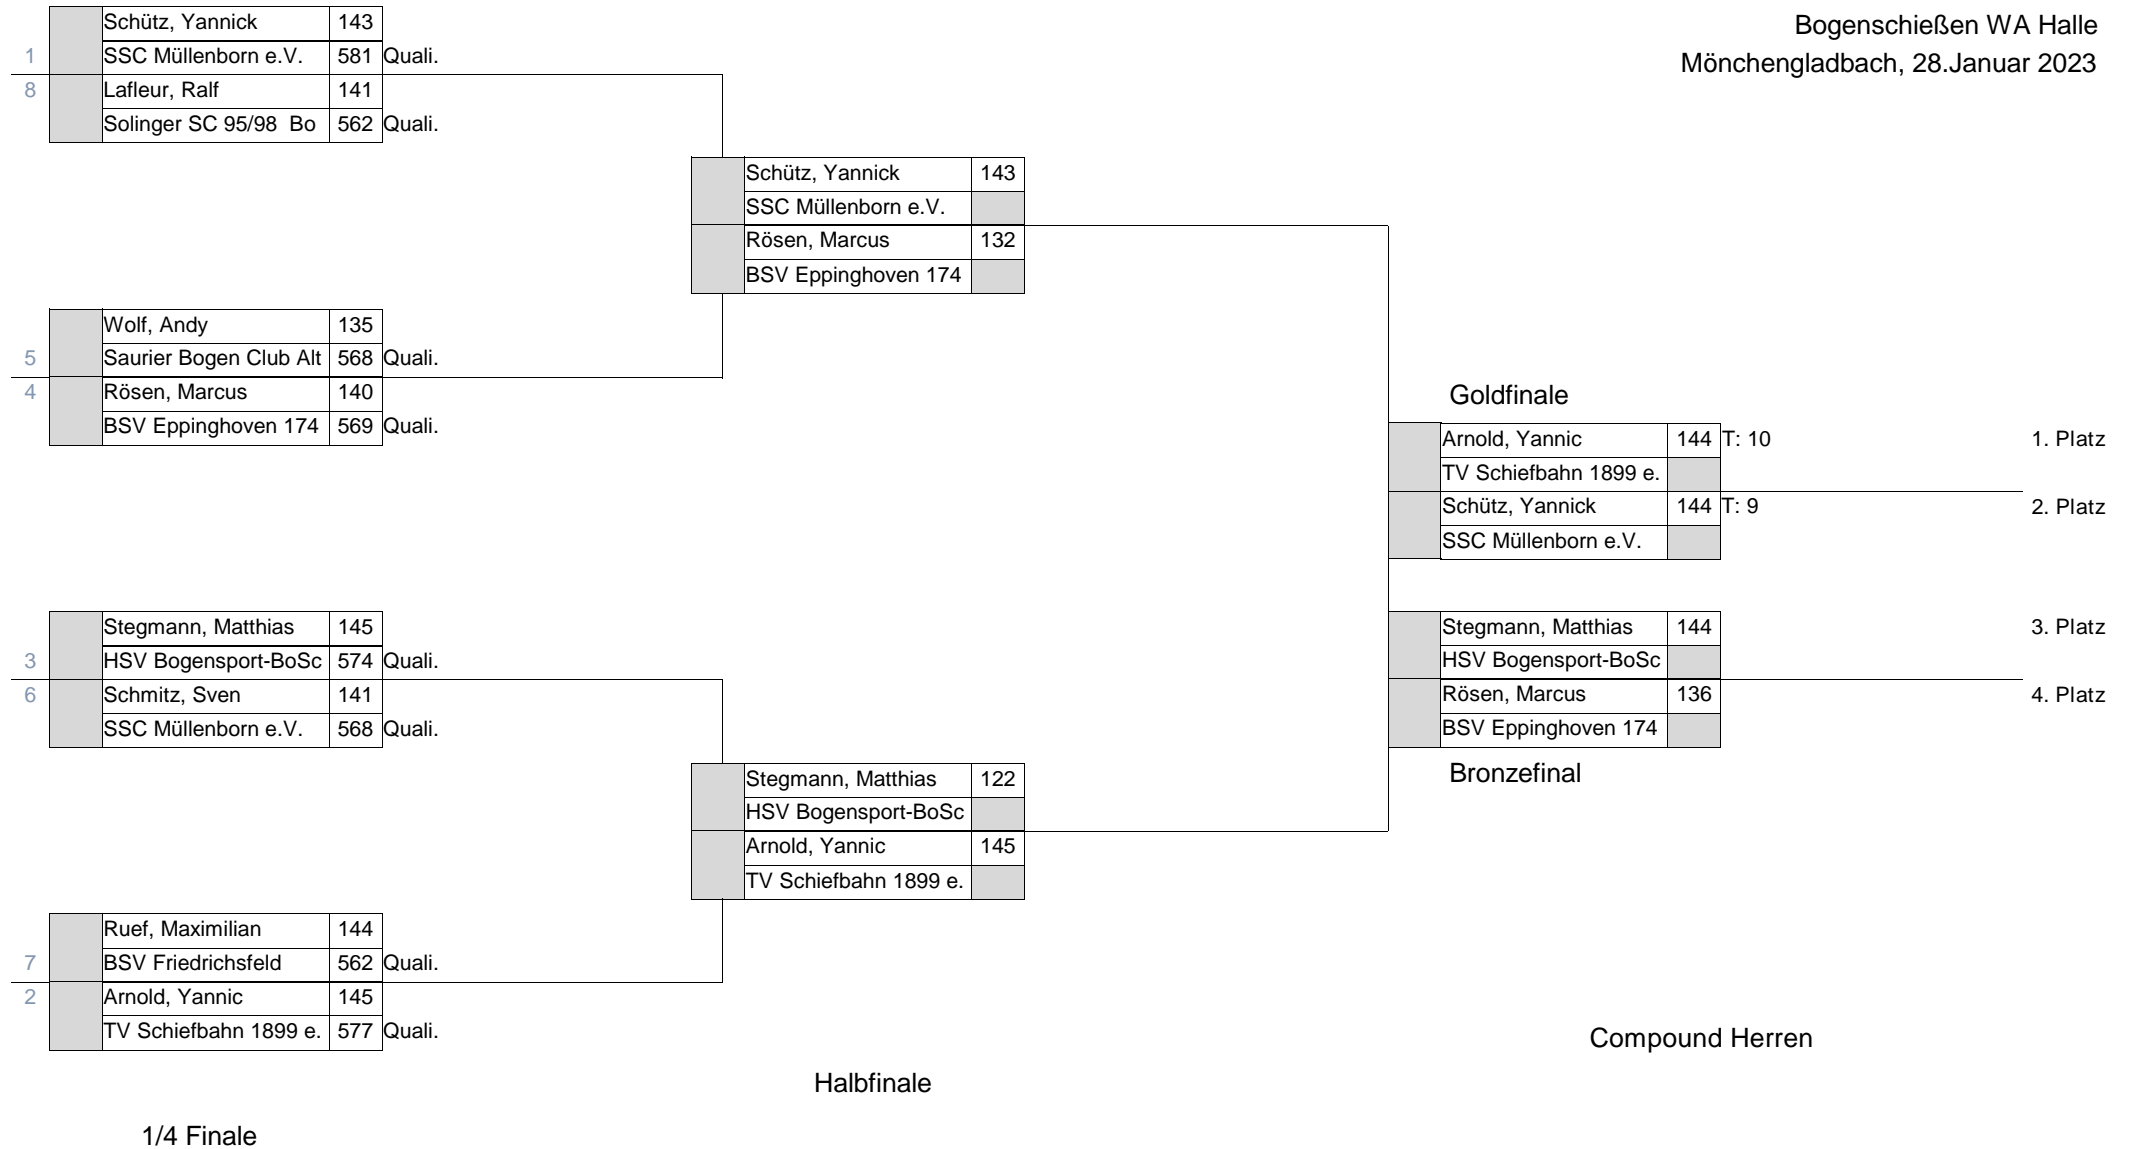 Bogenschießen WA Halle
Mönchengladbach, 28.Januar 2023
Schütz, Yannick 143
1 SSC Müllenborn e.V. 581 Quali.
8 Lafleur, Ralf 141
Solinger SC 95/98  Bo 562 Quali.
Schütz, Yannick 143
SSC Müllenborn e.V.
Rösen, Marcus 132
BSV Eppinghoven 174
Wolf, Andy 135
5 Saurier Bogen Club Alt 568 Quali.
4 Rösen, Marcus 140
BSV Eppinghoven 174 569 Quali.
Goldfinale
Arnold, Yannic 144 T: 10 1. Platz
TV Schiefbahn 1899 e.
Schütz, Yannick 144 T: 9 2. Platz
SSC Müllenborn e.V.
Stegmann, Matthias 145
3 HSV Bogensport-BoSc 574 Quali.
6 Schmitz, Sven 141
SSC Müllenborn e.V. 568 Quali.
Stegmann, Matthias 144 3. Platz
HSV Bogensport-BoSc
Rösen, Marcus 136 4. Platz
BSV Eppinghoven 174
Bronzefinal
Stegmann, Matthias 122
HSV Bogensport-BoSc
Arnold, Yannic 145
TV Schiefbahn 1899 e.
Ruef, Maximilian 144
7 BSV Friedrichsfeld 562 Quali.
2 Arnold, Yannic 145
TV Schiefbahn 1899 e. 577 Quali.
Compound Herren
Halbfinale
1/4 Finale